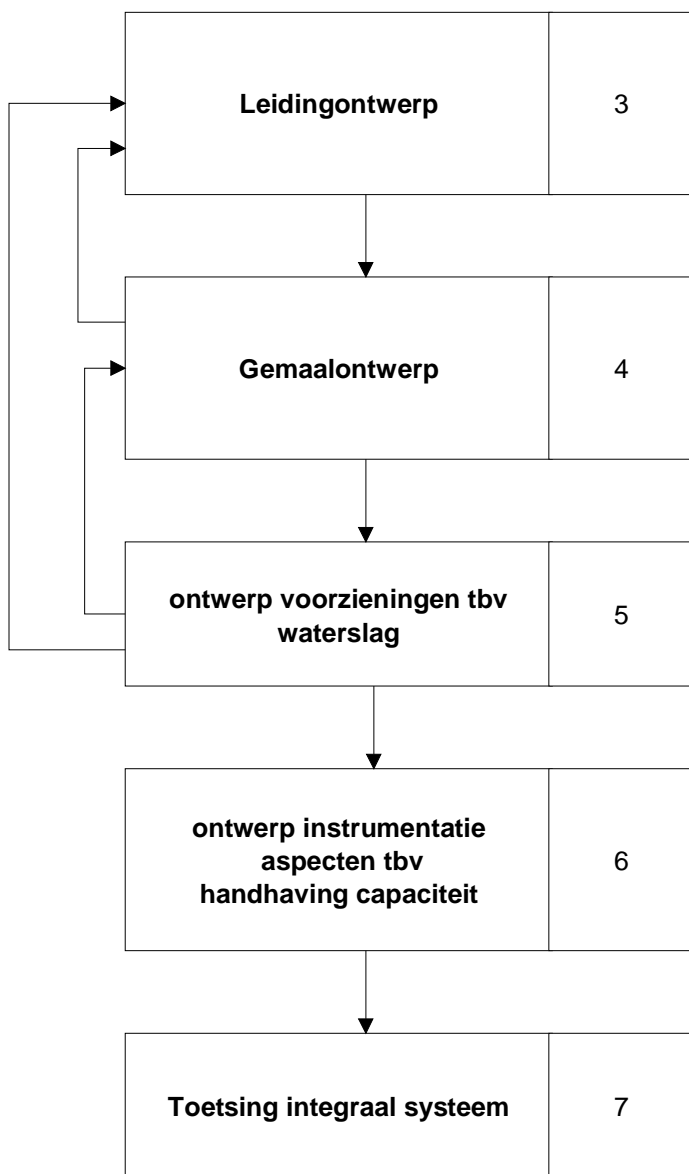 Leidingontwerp 3
Gemaalontwerp 4
ontwerp voorzieningen tbv
waterslag
5
ontwerp instrumentatie
aspecten tbv
handhaving capaciteit
6
Toetsing integraal systeem 7